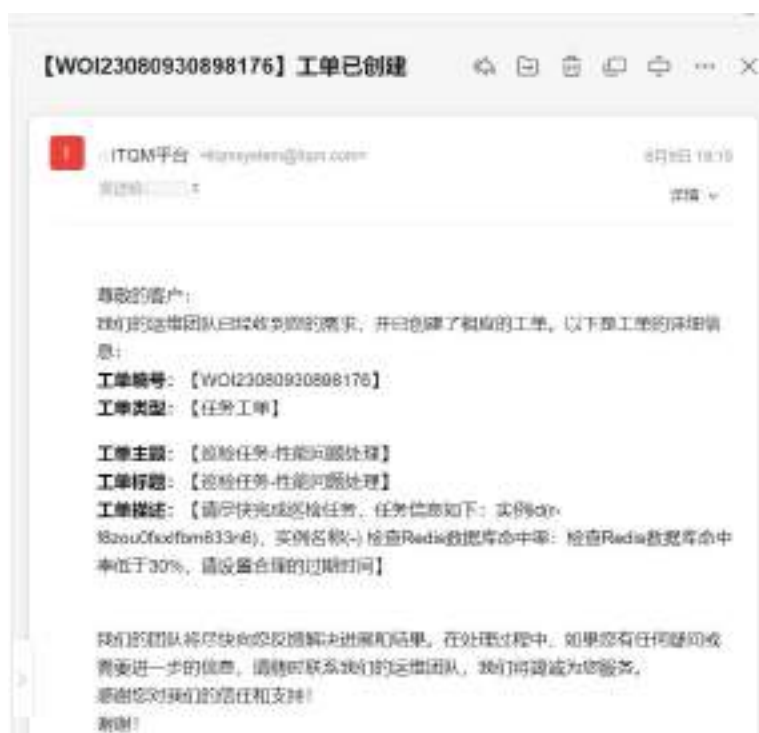 【WOI23080930898176】工单已创建
ITQM平台
详情
尊敬的客户：
我们的运维团队已经收到您的需求，并已创建了相应的工单。以下是工单的详细信
息：
工单编号：【WOI23080930898176】
工单类型：【任务工单】
工单主题：【巡检任务-性能问题处理】
工单标题：【巡检任务-性能问题处理】
工单描述：【请尽快完成巡检任务，任务信息如下：实例id(r-
实例名称(-) 检查Redis数据库命中率：检查Redis数据库命中
率低于30%，请设置合理的过期时间】
我们的团队将尽快向您反馈解决进展和结果。在处理过程中，如果您有任何疑问或
需要进一步的信息，请随时联系我们的运维团队，我们将竭诚为您服务。
感谢您对我们的信任和支持！
谢谢！